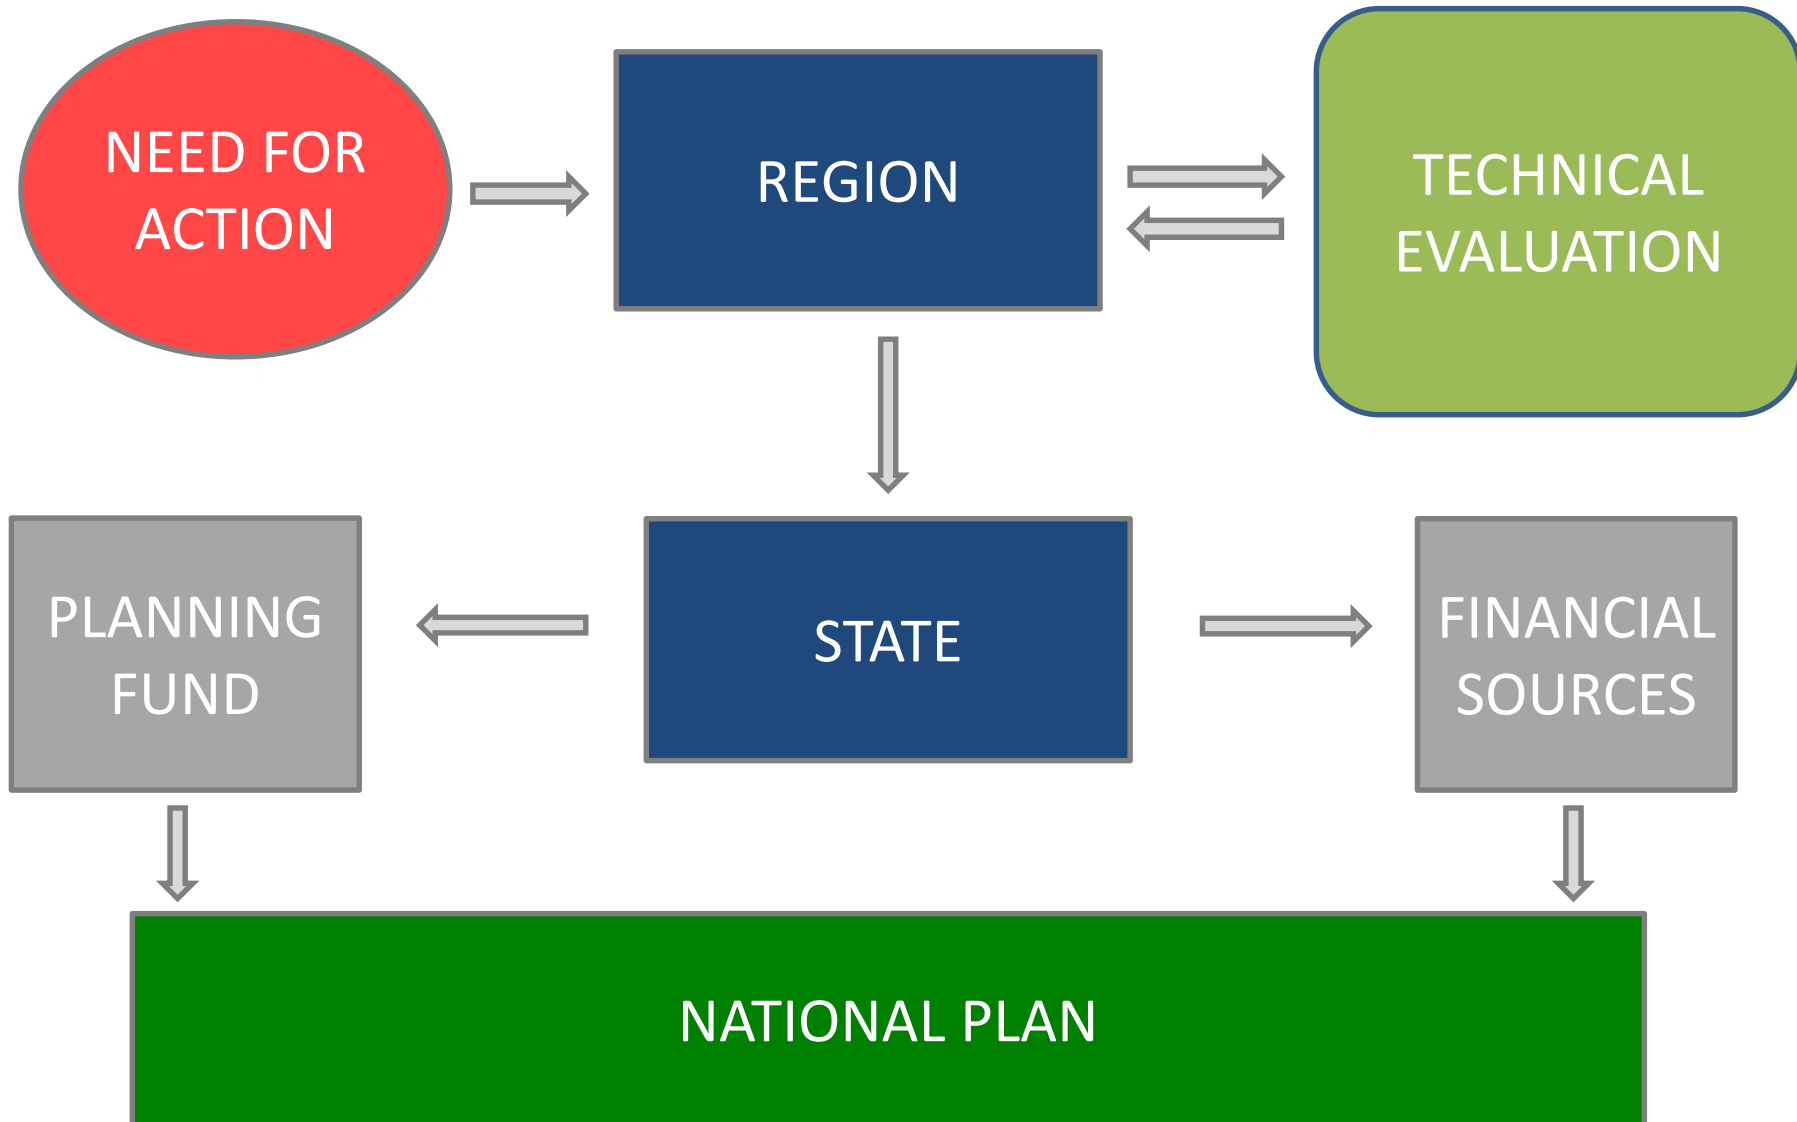 NEED FOR
ACTION
REGION
TECHNICAL
EVALUATION
PLANNING
FUND
STATE
FINANCIAL
SOURCES
NATIONAL PLAN